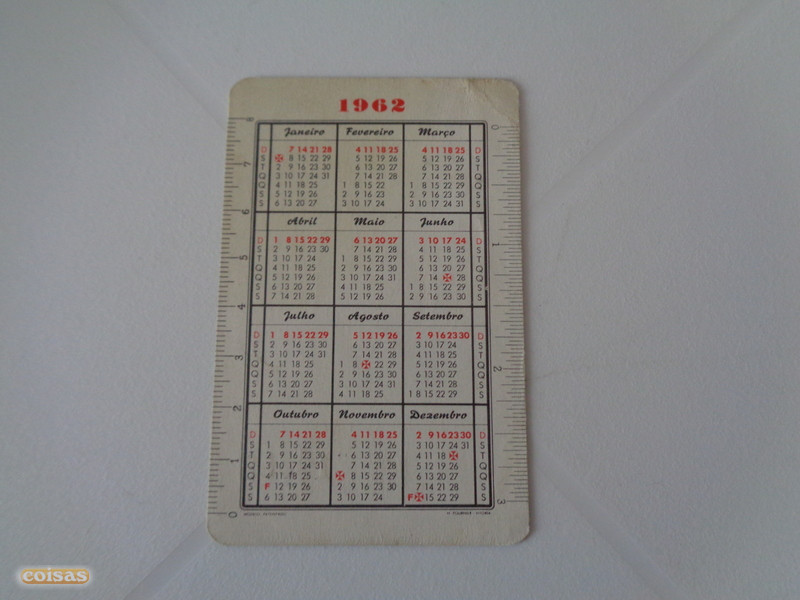 1962
Janeiro Fevereiro Março
D 7 14 21 28 4 11 18 25 4 11 18 25 D
S 8 15 22 29 5 12 19 26 5 12 19 26 S
T 2 9 16 23 30 6 13 20 27 6 13 20 27 T
Q 3 10 17 24 31 7 14 21 28 7 14 21 28 Q
Q 4 11 18 25 1 8 15 22 1 8 15 22 29 Q
S 5 12 19 26 2 9 16 23 2 9 16 23 30 S
S 6 13 20 27 3 10 17 24 3 10 17 24 31 S
Abril Maio Junho
D 1 8 15 22 29 6 13 20 27 3 10 17 24 D
S 2 9 16 23 30 7 14 21 28 4 11 18 25 S
T 3 10 17 24 1 8 15 22 29 5 12 19 26 T
Q 4 11 18 25 2 9 16 23 30 6 13 20 27 Q
Q 5 12 19 26 3 10 17 24 31 7 14 28 Q
S 6 13 20 27 4 11 18 25 1 8 15 22 29 S
S 7 14 21 28 5 12 19 26 2 9 16 23 30 S
Julho Agosto Setembro
D 1 8 15 22 29 5 12 19 26 2 9 16 23 30 D
S 2 9 16 23 30 6 13 20 27 3 10 17 24 S
T 3 10 17 24 31 7 14 21 28 4 11 18 25 T
Q 4 11 18 25 1 8 22 29 5 12 19 26 Q
Q 5 12 19 26 2 9 16 23 30 6 13 20 27 Q
S 6 13 20 27 3 10 17 24 31 7 14 21 28 S
S 7 14 21 28 4 11 18 25 1 8 15 22 29 S
Outubro Novembro Dezembro
D 7 14 21 28 4 11 18 25 2 9 16 23 30 D
S 1 8 15 22 29 5 12 19 26 3 10 17 24 31 S
T 2 9 16 23 30 6 13 20 27 4 11 18 T
Q 3 10 17 24 31 7 14 21 28 5 12 19 26 Q
Q 4 11 18 25 8 15 22 29 6 13 20 27 Q
S F 12 19 26 2 9 16 23 30 7 14 21 28 S
S 6 13 20 27 3 10 17 24 F 15 22 29 S
8 7 6 5 4 3 2 1 0
0 1 2 3
coisas